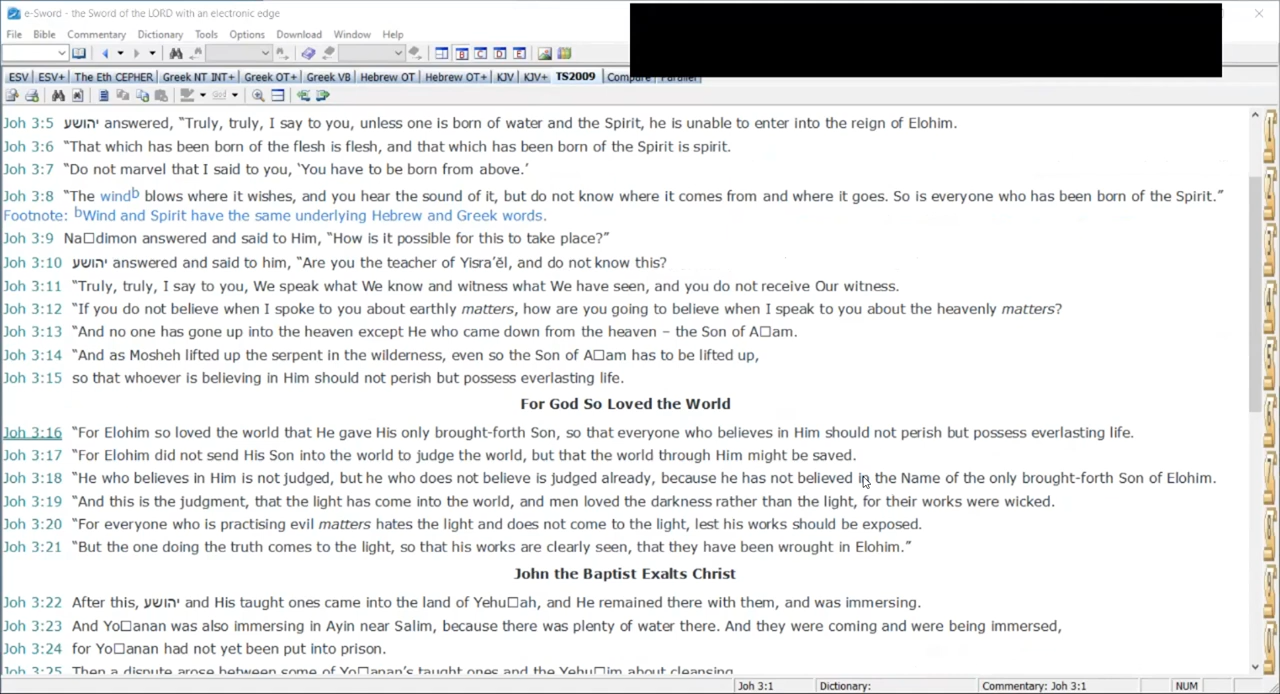 e-Sword - the Sword of the LORD with an electronic edge
File Bible Commentary Dictionary Tools Options Download Window Help
B C D E
ESV ESV+ The Eth CEPHER Greek NT INT+ Greek OT+ Greek VB Hebrew OT Hebrew OT+ KJV KJV+ TS2009 Compare Parallel
Joh 3:5 יהושע answered, “Truly, truly, I say to you, unless one is born of water and the Spirit, he is unable to enter into the reign of Elohim.
Joh 3:6 “That which has been born of the flesh is flesh, and that which has been born of the Spirit is spirit.
Joh 3:7 “Do not marvel that I said to you, ‘You have to be born from above.’
Joh 3:8 “The wind b blows where it wishes, and you hear the sound of it, but do not know where it comes from and where it goes. So is everyone who has been born of the Spirit.”
Footnote: b Wind and Spirit have the same underlying Hebrew and Greek words.
Joh 3:9 Na□dimon answered and said to Him, “How is it possible for this to take place?”
Joh 3:10 יהושע answered and said to him, “Are you the teacher of Yisra’ĕl, and do not know this?
Joh 3:11 “Truly, truly, I say to you, We speak what We know and witness what We have seen, and you do not receive Our witness.
Joh 3:12 “If you do not believe when I spoke to you about earthly matters, how are you going to believe when I speak to you about the heavenly matters?
Joh 3:13 “And no one has gone up into the heaven except He who came down from the heaven – the Son of A□am.
Joh 3:14 “And as Mosheh lifted up the serpent in the wilderness, even so the Son of A□am has to be lifted up,
Joh 3:15 so that whoever is believing in Him should not perish but possess everlasting life.
For God So Loved the World
Joh 3:16 “For Elohim so loved the world that He gave His only brought-forth Son, so that everyone who believes in Him should not perish but possess everlasting life.
Joh 3:17 “For Elohim did not send His Son into the world to judge the world, but that the world through Him might be saved.
Joh 3:18 “He who believes in Him is not judged, but he who does not believe is judged already, because he has not believed in the Name of the only brought-forth Son of Elohim.
Joh 3:19 “And this is the judgment, that the light has come into the world, and men loved the darkness rather than the light, for their works were wicked.
Joh 3:20 “For everyone who is practising evil matters hates the light and does not come to the light, lest his works should be exposed.
Joh 3:21 “But the one doing the truth comes to the light, so that his works are clearly seen, that they have been wrought in Elohim.”
John the Baptist Exalts Christ
Joh 3:22 After this, יהושע and His taught ones came into the land of Yehu□ah, and He remained there with them, and was immersing.
Joh 3:23 And Yo□anan was also immersing in Ayin near Salim, because there was plenty of water there. And they were coming and were being immersed,
Joh 3:24 for Yo□anan had not yet been put into prison.
Joh 3:25 Then a dispute arose between some of Yo□anan’s taught ones and the Yehu□im about cleansing.
Joh 3:1 Dictionary: Commentary: Joh 3:1 NUM